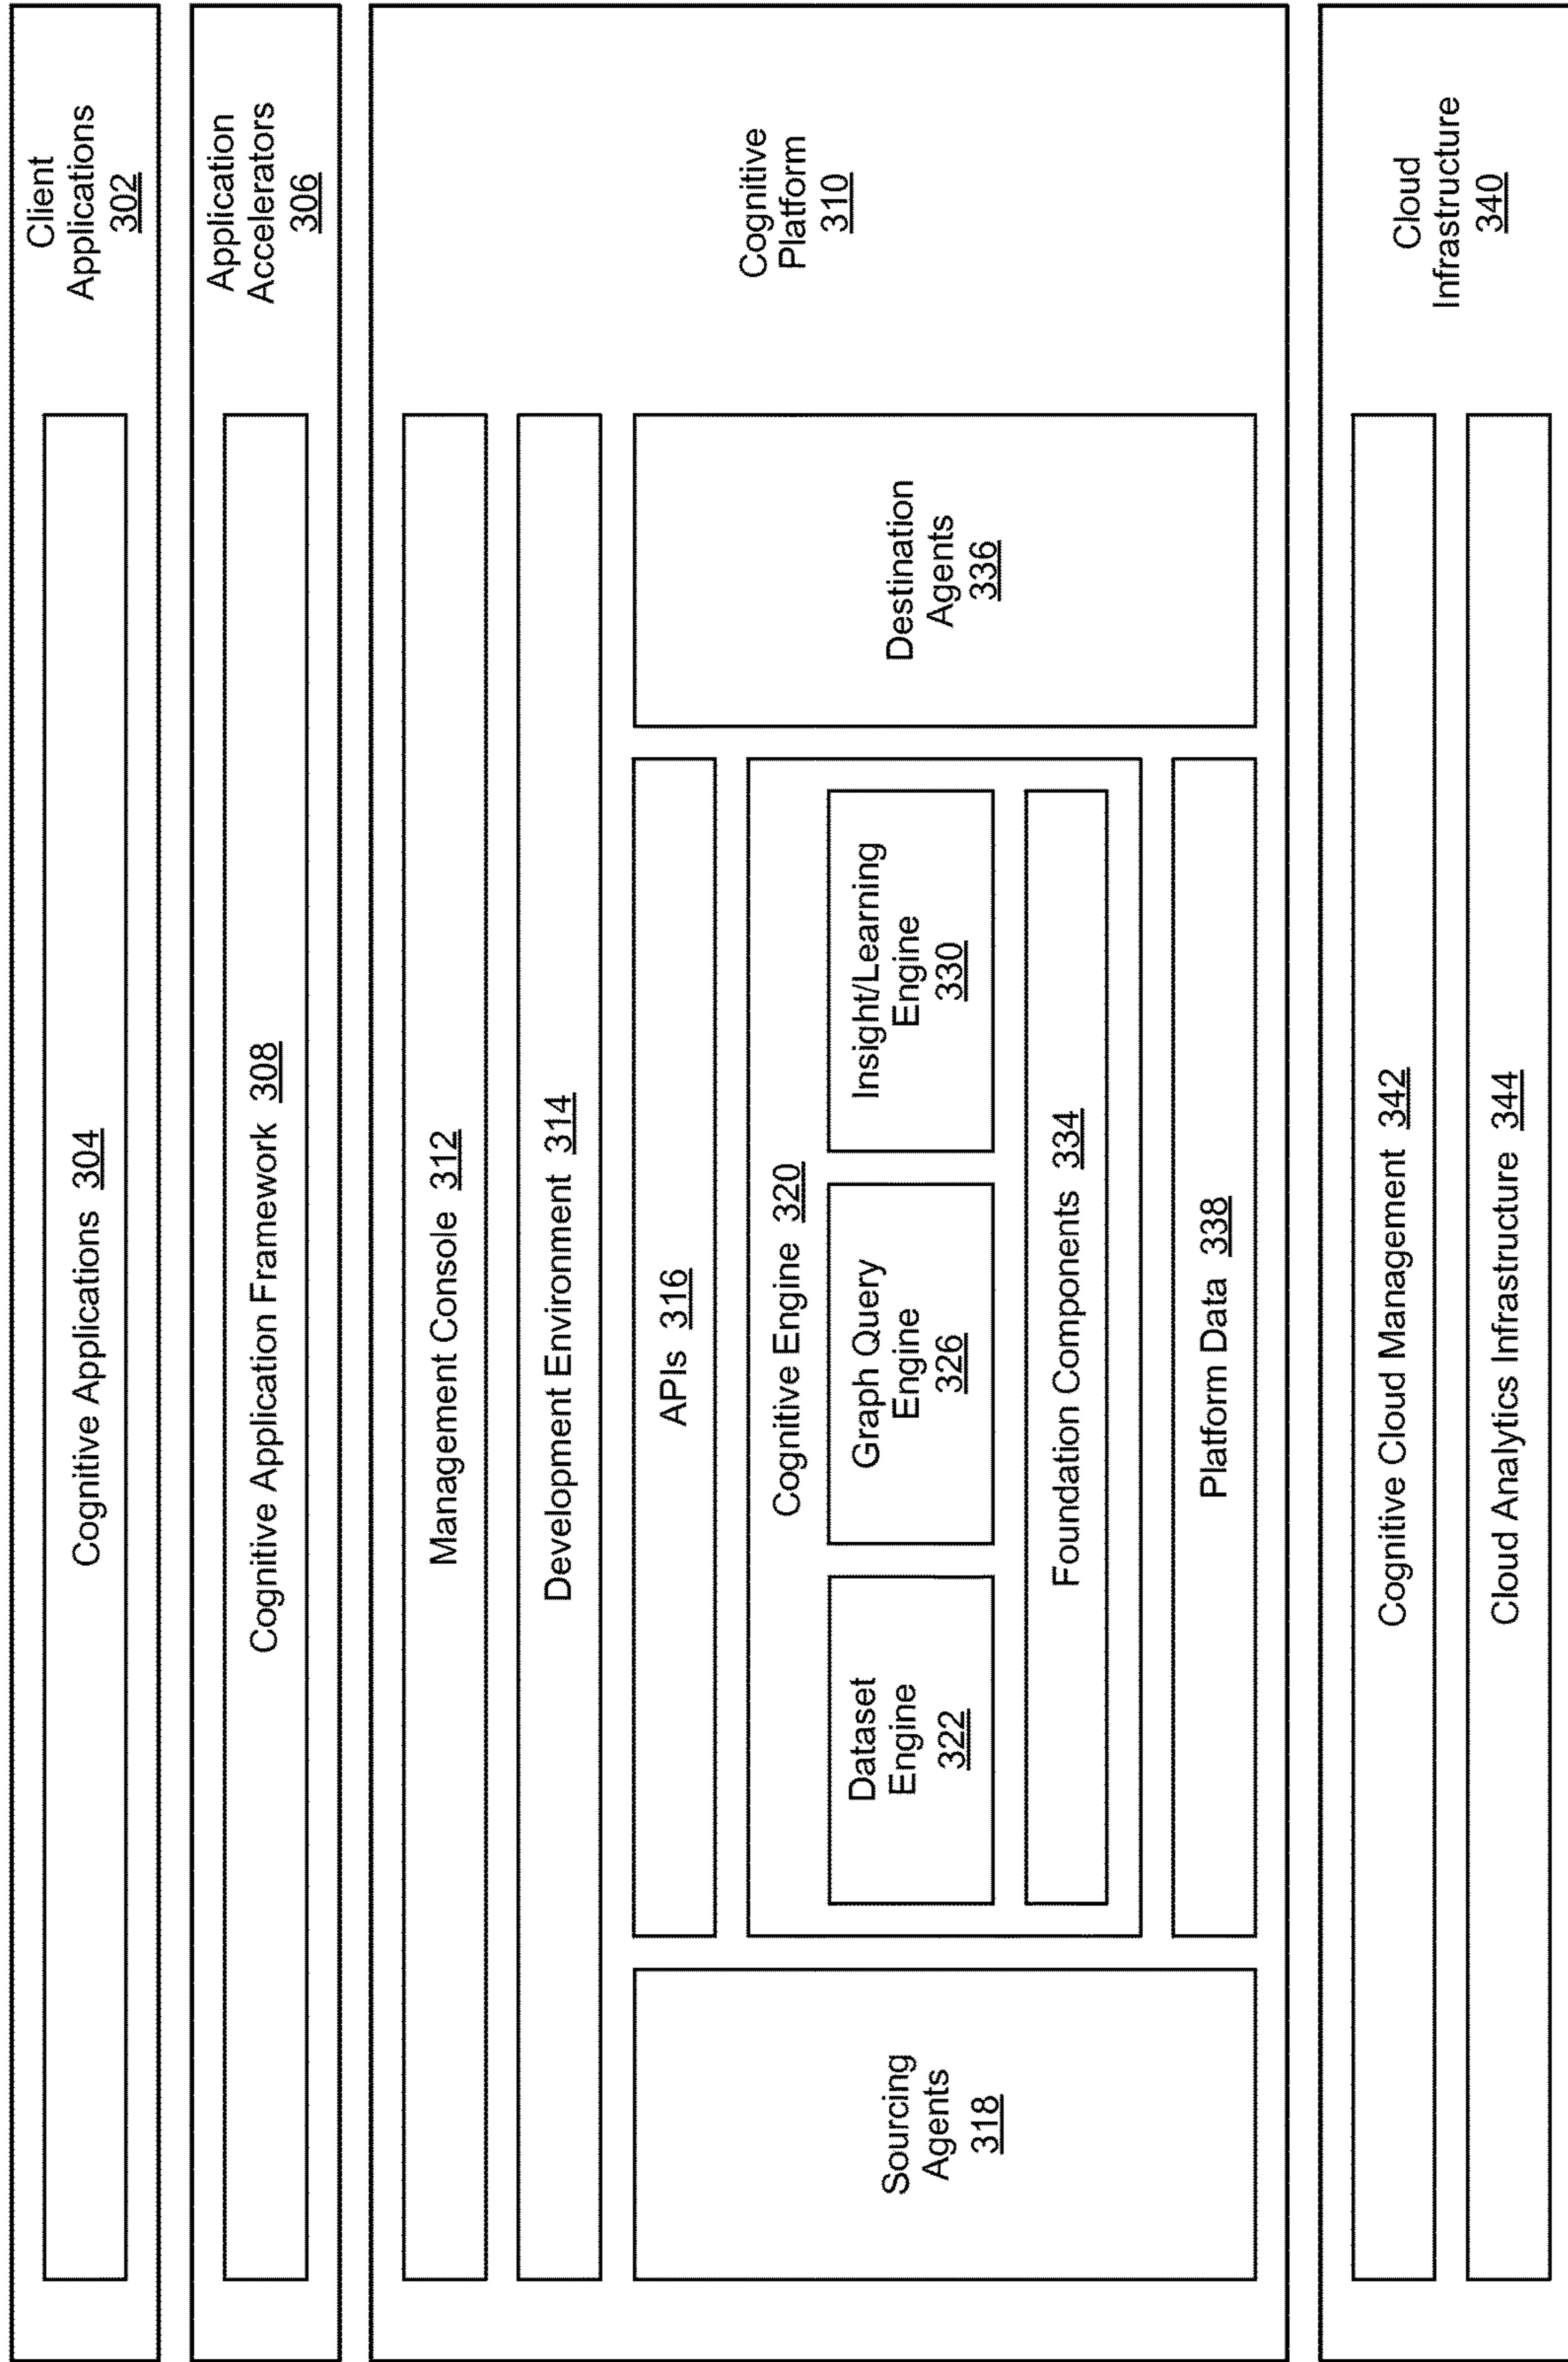 Client
Applications
302
Cognitive Applications 304
Application
Accelerators
306
Cognitive Application Framework 308
Cognitive
Platform
310
Management Console 312
Development Environment 314
Sourcing
Agents
318
APIs 316
Cognitive Engine 320
Dataset
Engine
322
Graph Query
Engine
326
Insight/Learning
Engine
330
Foundation Components 334
Platform Data 338
Destination
Agents
336
Cloud
Infrastructure
340
Cognitive Cloud Management 342
Cloud Analytics Infrastructure 344